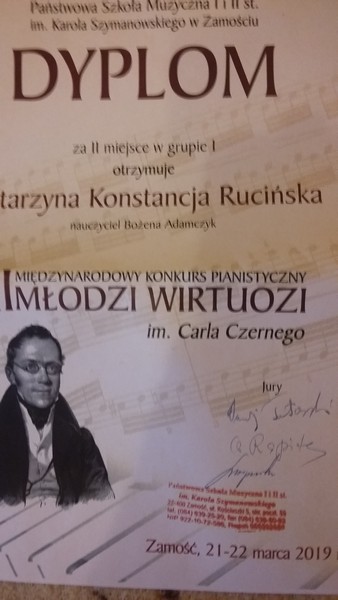 Państwowa Szkoła Muzyczna I i II st.
im. Karola Szymanowskiego w Zamościu
DYPLOM
za II miejsce w grupie I
otrzymuje
tarzyna Konstancja Rucińska
nauczyciel Bożena Adamczyk
II MIĘDZYNARODOWY KONKURS PIANISTYCZNY
MŁODZI WIRTUOZI
im. Carla Czernego
Jury
Państwowa Szkoła Muzyczna I i II st.
im. Karola Szymanowskiego
Zamość, 21-22 marca 2019